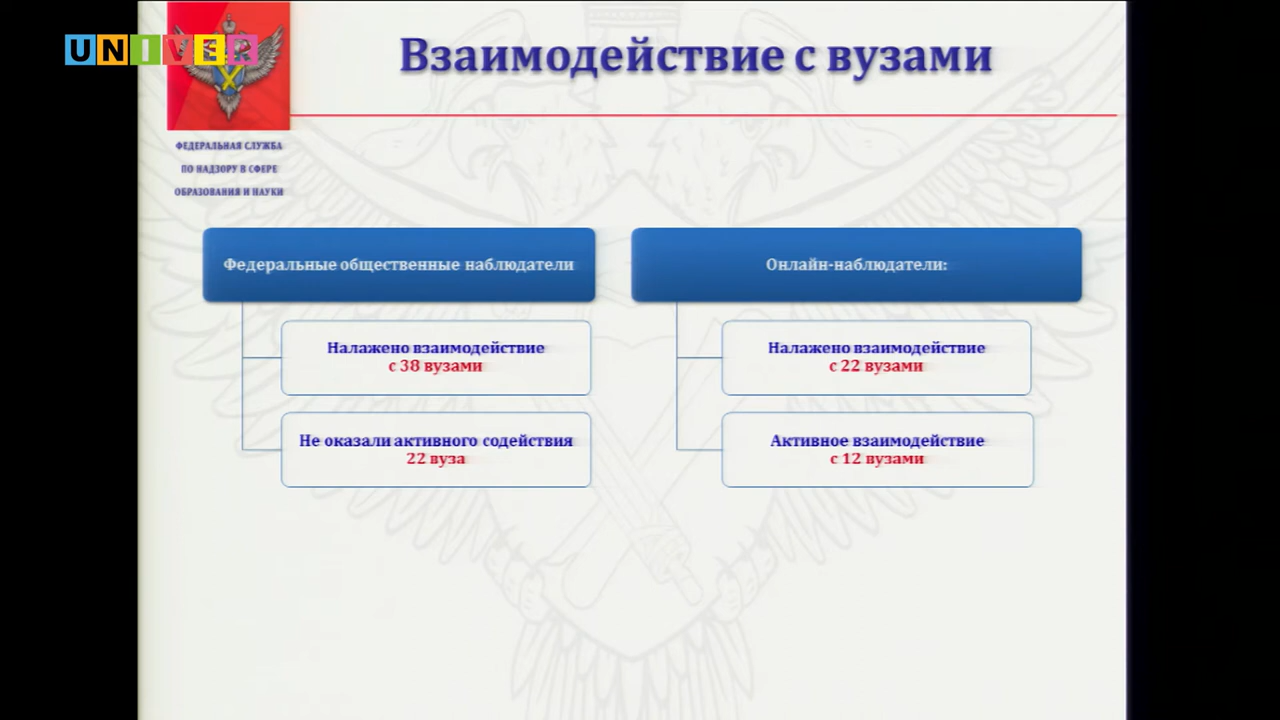 UNIVER
Взаимодействие с вузами
ФЕДЕРАЛЬНАЯ СЛУЖБА
ПО НАДЗОРУ В СФЕРЕ
ОБРАЗОВАНИЯ И НАУКИ
Федеральные общественные наблюдатели
Налажено взаимодействие
с 38 вузами
Не оказали активного содействия
22 вуза
Онлайн-наблюдатели:
Налажено взаимодействие
с 22 вузами
Активное взаимодействие
с 12 вузами